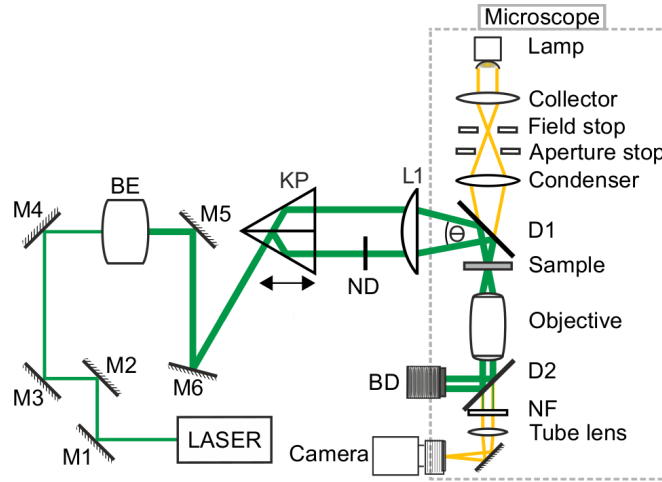 Microscope
Lamp
Collector
Field stop
Aperture stop
Condenser
KP
L1
BE
M4
M5
D1
Θ
Sample
ND
Objective
M2
M6
D2
BD
M3
NF
LASER
Tube lens
M1
Camera